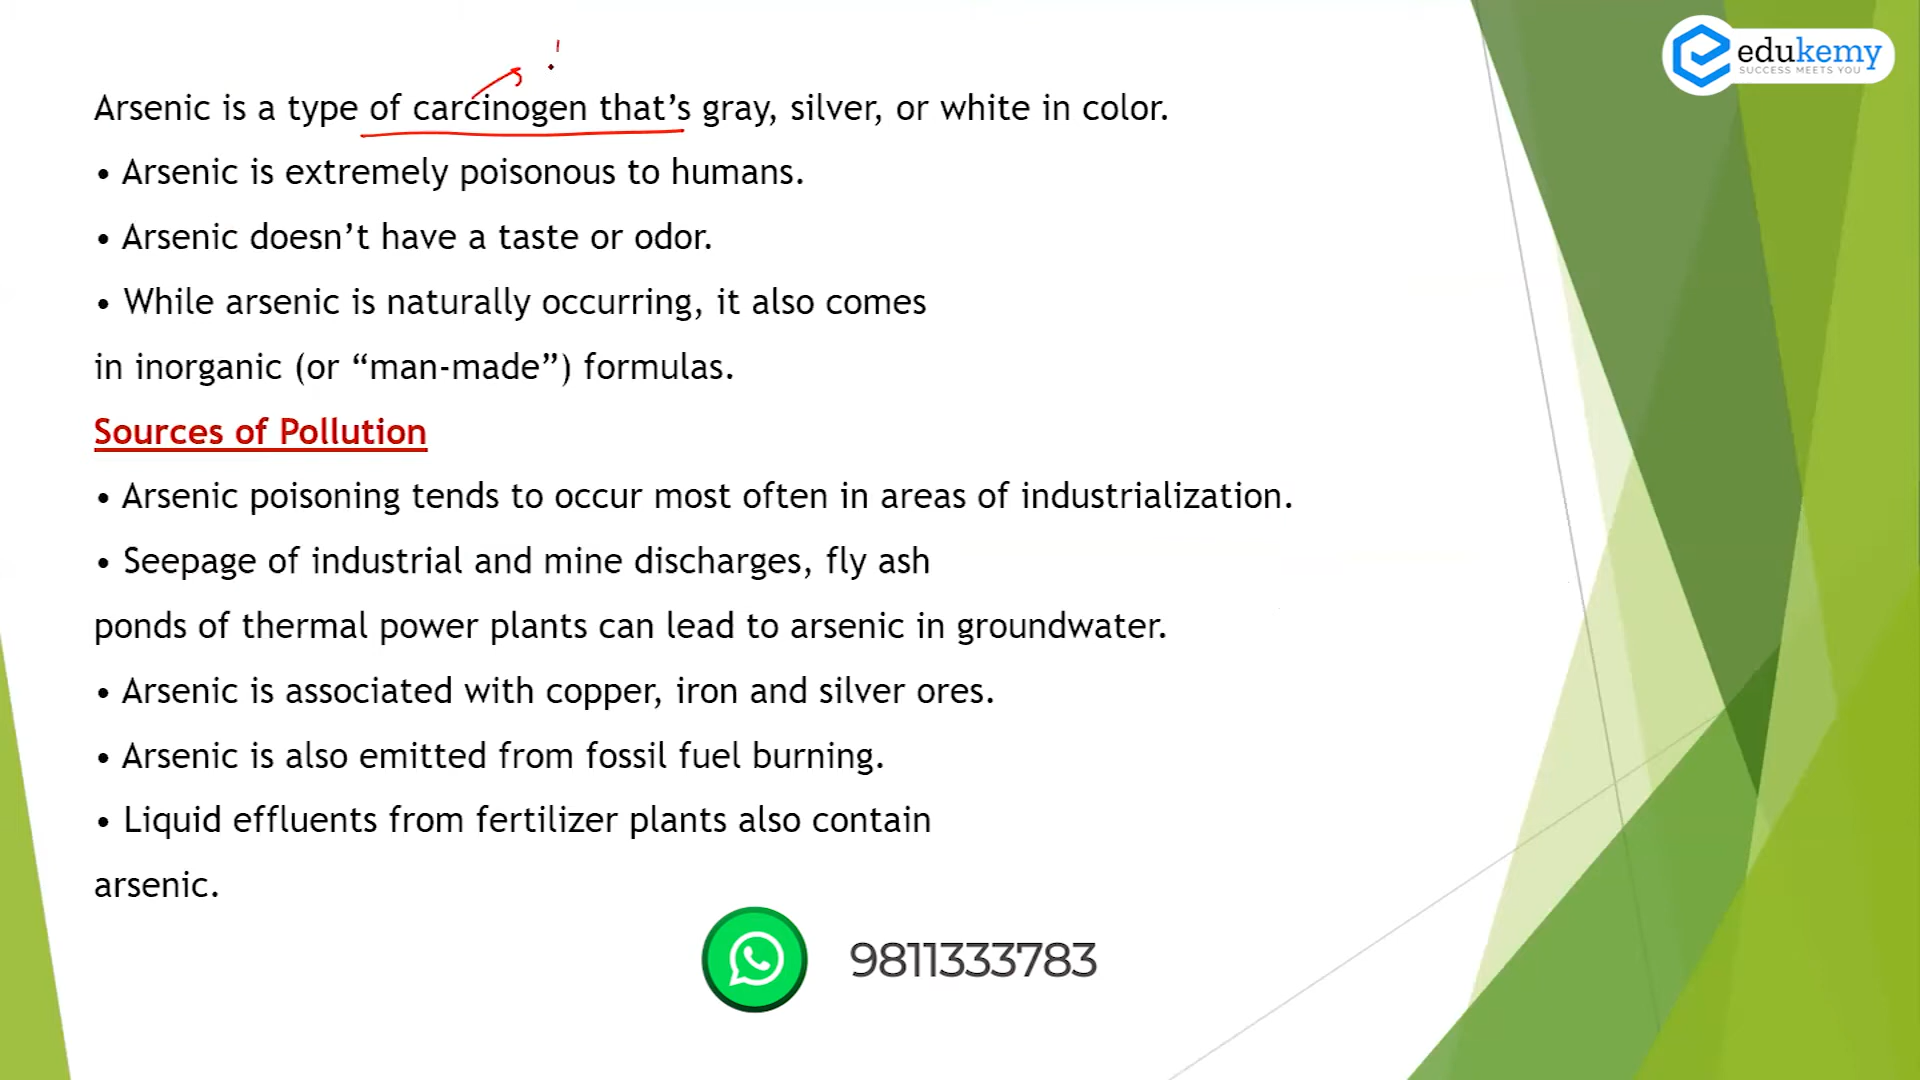 edukemy
SUCCESS MEETS YOU
Arsenic is a type of carcinogen that’s gray, silver, or white in color.
• Arsenic is extremely poisonous to humans.
• Arsenic doesn’t have a taste or odor.
• While arsenic is naturally occurring, it also comes
in inorganic (or “man-made”) formulas.
Sources of Pollution
• Arsenic poisoning tends to occur most often in areas of industrialization.
• Seepage of industrial and mine discharges, fly ash
ponds of thermal power plants can lead to arsenic in groundwater.
• Arsenic is associated with copper, iron and silver ores.
• Arsenic is also emitted from fossil fuel burning.
• Liquid effluents from fertilizer plants also contain
arsenic.
9811333783